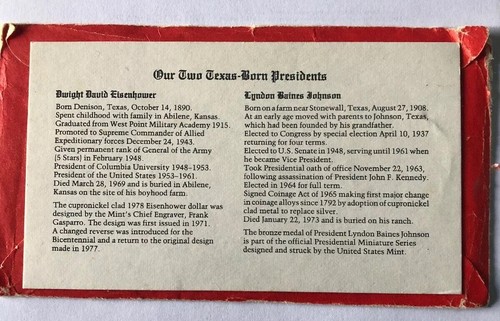 Our Two Texas-Born Presidents
Dwight David Eisenhower
Born Denison, Texas, October 14, 1890.
Spent childhood with family in Abilene, Kansas.
Graduated from West Point Military Academy 1915.
Promoted to Supreme Commander of Allied
Expeditionary forces December 24, 1943.
Given permanent rank of General of the Army
(5 Stars) in February 1948.
President of Columbia University 1948–1953.
President of the United States 1953–1961.
Died March 28, 1969 and is buried in Abilene,
Kansas on the site of his boyhood farm.
The cupronickel clad 1978 Eisenhower dollar was
designed by the Mint's Chief Engraver, Frank
Gasparro. The design was first issued in 1971.
A changed reverse was introduced for the
Bicentennial and a return to the original design
made in 1977.
Lyndon Baines Johnson
Born on a farm near Stonewall, Texas, August 27, 1908.
At an early age moved with parents to Johnson, Texas,
which had been founded by his grandfather.
Elected to Congress by special election April 10, 1937
returning for four terms.
Elected to U.S. Senate in 1948, serving until 1961 when
he became Vice President.
Took Presidential oath of office November 22, 1963,
following assassination of President John F. Kennedy.
Elected in 1964 for full term.
Signed Coinage Act of 1965 making first major change
in coinage alloys since 1792 by adoption of cupronickel
clad metal to replace silver.
Died January 22, 1973 and is buried on his ranch.
The bronze medal of President Lyndon Baines Johnson
is part of the official Presidential Miniature Series
designed and struck by the United States Mint.